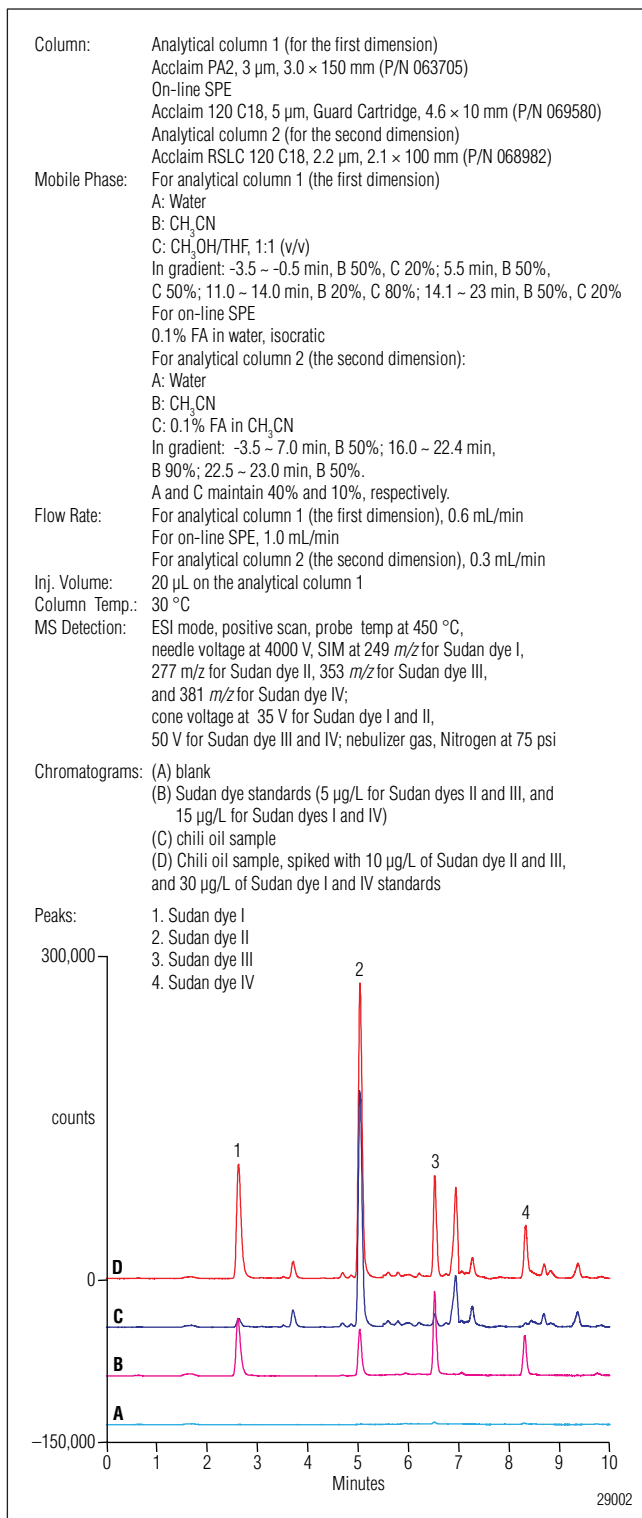 Column: Analytical column 1 (for the first dimension)
Acclaim PA2, 3 µm, 3.0 × 150 mm (P/N 063705)
On-line SPE
Acclaim 120 C18, 5 µm, Guard Cartridge, 4.6 × 10 mm (P/N 069580)
Analytical column 2 (for the second dimension)
Acclaim RSLC 120 C18, 2.2 µm, 2.1 × 100 mm (P/N 068982)
Mobile Phase: For analytical column 1 (the first dimension)
A: Water
B: CH3CN
C: CH3OH/THF, 1:1 (v/v)
In gradient: -3.5 ~ -0.5 min, B 50%, C 20%; 5.5 min, B 50%,
C 50%; 11.0 ~ 14.0 min, B 20%, C 80%; 14.1 ~ 23 min, B 50%, C 20%
For on-line SPE
0.1% FA in water, isocratic
For analytical column 2 (the second dimension):
A: Water
B: CH3CN
C: 0.1% FA in CH3CN
In gradient: -3.5 ~ 7.0 min, B 50%; 16.0 ~ 22.4 min,
B 90%; 22.5 ~ 23.0 min, B 50%.
A and C maintain 40% and 10%, respectively.
Flow Rate: For analytical column 1 (the first dimension), 0.6 mL/min
For on-line SPE, 1.0 mL/min
For analytical column 2 (the second dimension), 0.3 mL/min
Inj. Volume: 20 µL on the analytical column 1
Column Temp.: 30 °C
MS Detection: ESI mode, positive scan, probe temp at 450 °C,
needle voltage at 4000 V, SIM at 249 m/z for Sudan dye I,
277 m/z for Sudan dye II, 353 m/z for Sudan dye III,
and 381 m/z for Sudan dye IV;
cone voltage at 35 V for Sudan dye I and II,
50 V for Sudan dye III and IV; nebulizer gas, Nitrogen at 75 psi
Chromatograms: (A) blank
(B) Sudan dye standards (5 µg/L for Sudan dyes II and III, and
15 µg/L for Sudan dyes I and IV)
(C) chili oil sample
(D) Chili oil sample, spiked with 10 µg/L of Sudan dye II and III,
and 30 µg/L of Sudan dye I and IV standards
Peaks: 1. Sudan dye I
2. Sudan dye II
3. Sudan dye III
4. Sudan dye IV
300,000
2
counts
1
3
4
D
0
C
B
A
–150,000
0 1 2 3 4 5 6 7 8 9 10
Minutes
29002